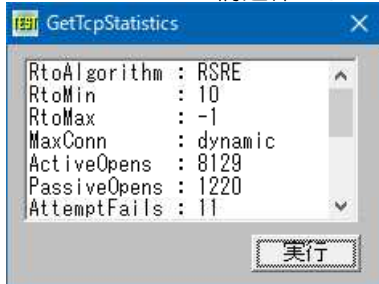 GetTcpStatistics
RtoAlgorithm : RSRE
RtoMin : 10
RtoMax : -1
MaxConn : dynamic
ActiveOpens : 8129
PassiveOpens : 1220
AttemptFails : 11
実行